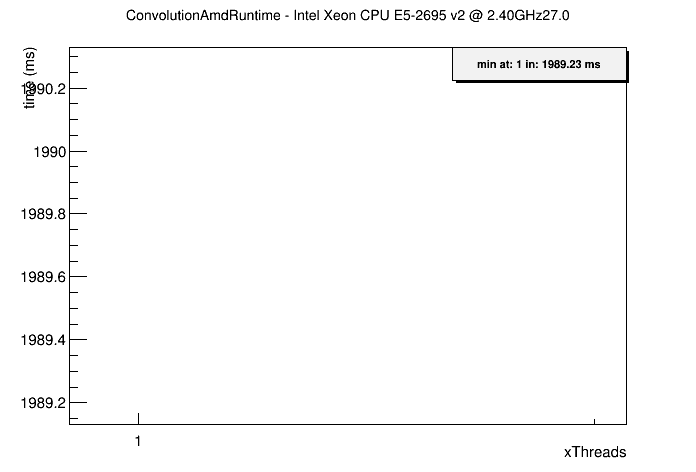 ConvolutionAmdRuntime - Intel Xeon CPU E5-2695 v2 @ 2.40GHz27.0
time (ms)
min at: 1 in: 1989.23 ms
1990.2
1990
1989.8
1989.6
1989.4
1989.2
1
xThreads